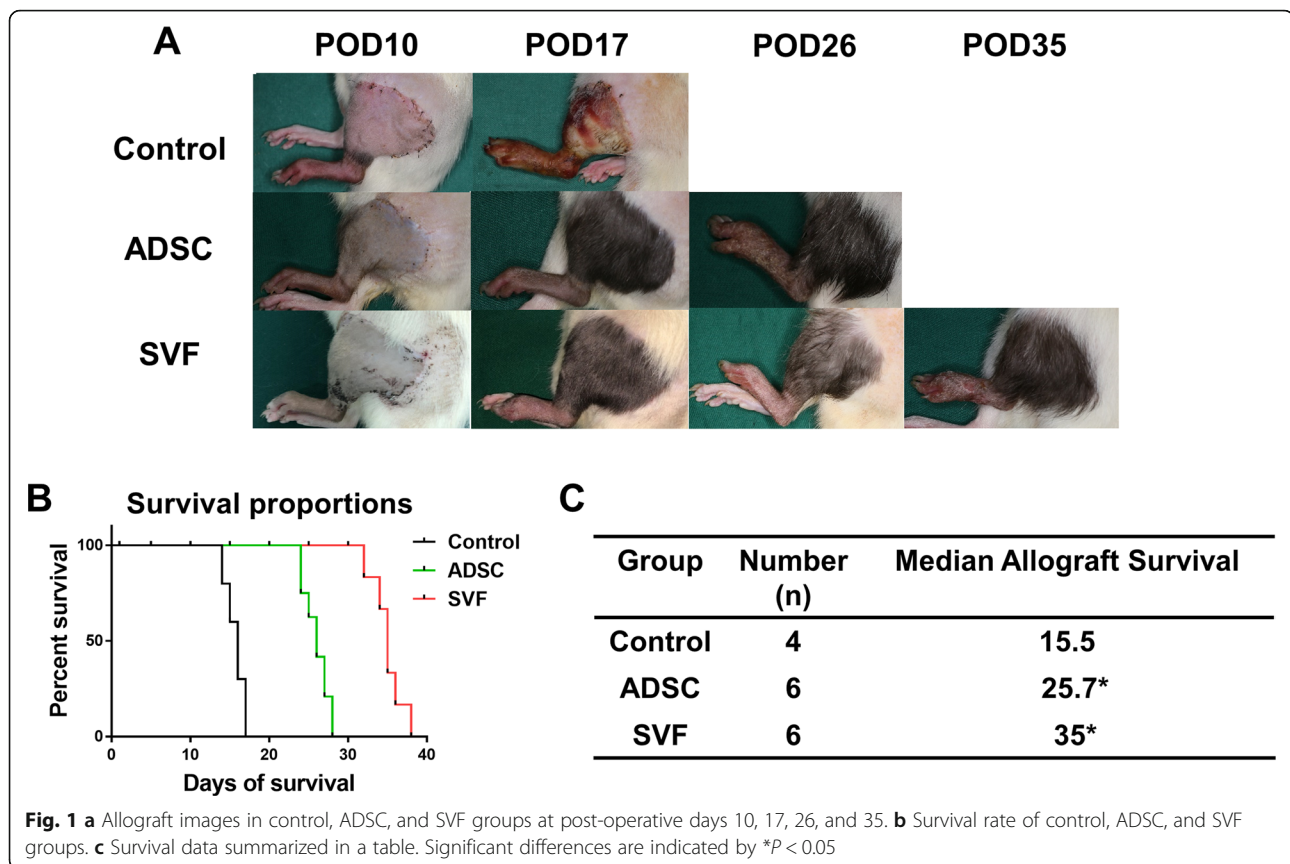 A
POD10 POD17 POD26 POD35
Control
ADSC
SVF
B
Survival proportions
Percent survival
100
50
0
0 10 20 30 40
Days of survival
Control
ADSC
SVF
C
Group Number (n) Median Allograft Survival
Control 4 15.5
ADSC 6 25.7*
SVF 6 35*
Fig. 1 a Allograft images in control, ADSC, and SVF groups at post-operative days 10, 17, 26, and 35. b Survival rate of control, ADSC, and SVF
groups. c Survival data summarized in a table. Significant differences are indicated by *P < 0.05